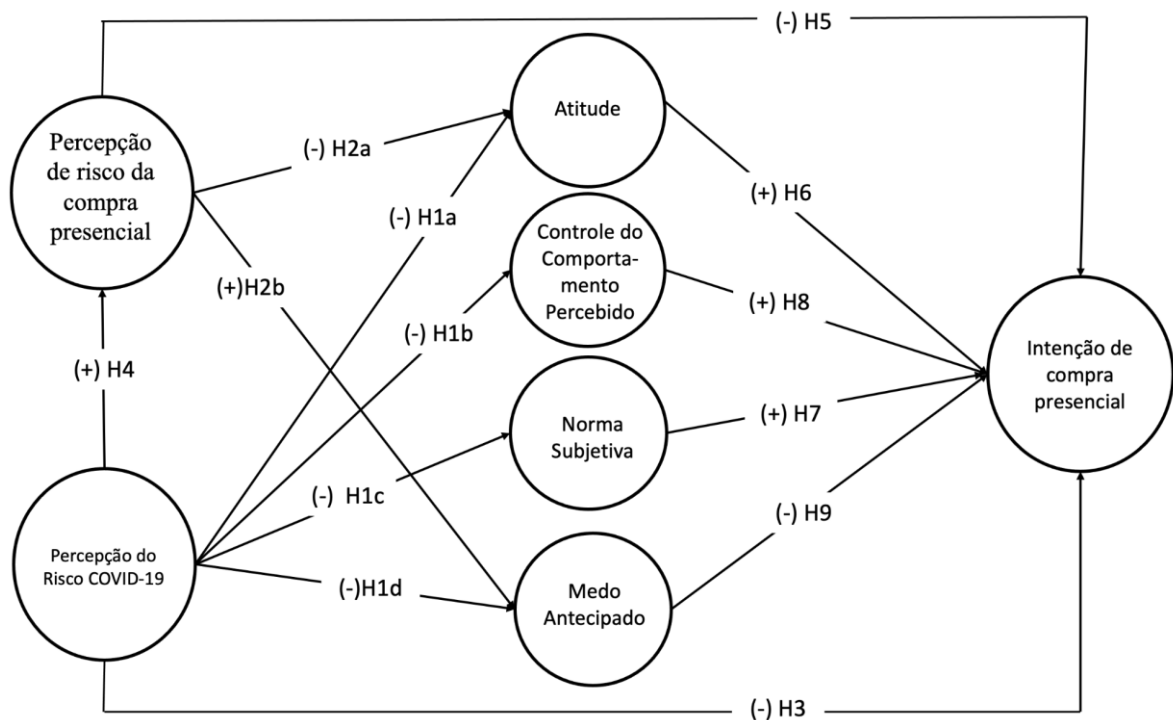 (-) H5
Atitude
Percepção
de risco da
compra
presencial
(-) H2a
(-) H1a
(+) H6
Controle do
Comporta-
mento
Percebido
(+)H2b
(+) H8
(-) H1b
(+) H4
Intenção de
compra
presencial
Norma
Subjetiva
(+) H7
(-) H1c
(-) H9
Percepção do
Risco COVID-19
(-)H1d
Medo
Antecipado
(-) H3